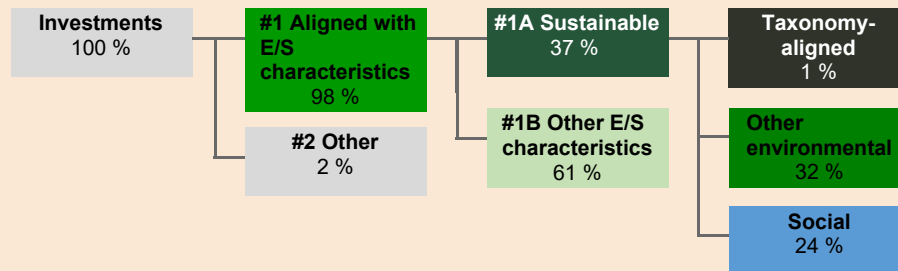 Investments
100 %
#1 Aligned with
E/S
characteristics
98 %
#2 Other
2 %
#1A Sustainable
37 %
#1B Other E/S
characteristics
61 %
Taxonomy-
aligned
1 %
Other
environmental
32 %
Social
24 %